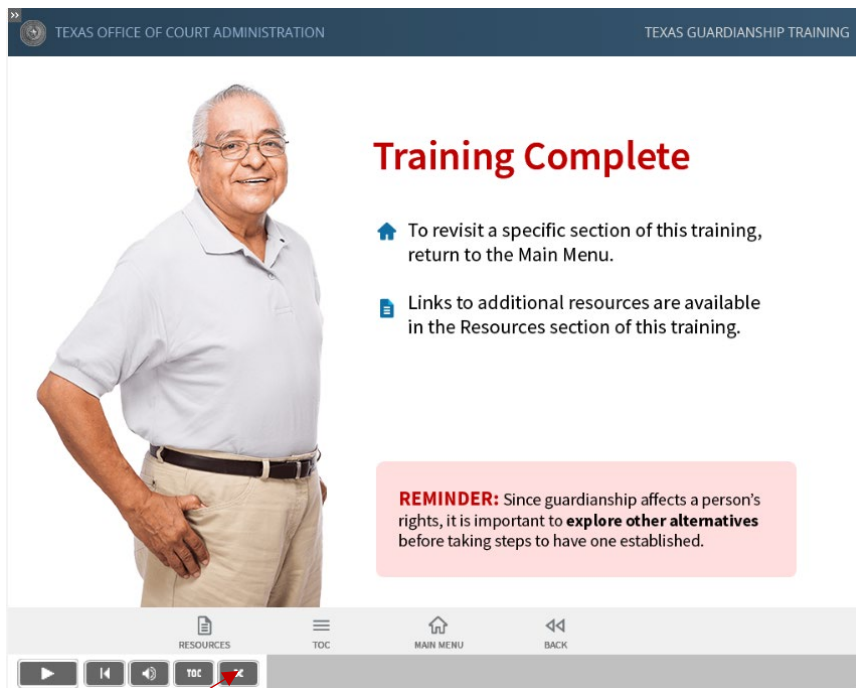 TEXAS OFFICE OF COURT ADMINISTRATION
TEXAS GUARDIANSHIP TRAINING
Training Complete
To revisit a specific section of this training,
return to the Main Menu.
Links to additional resources are available
in the Resources section of this training.
REMINDER: Since guardianship affects a person's
rights, it is important to explore other alternatives
before taking steps to have one established.
RESOURCES
TOC
MAIN MENU
BACK
TOC